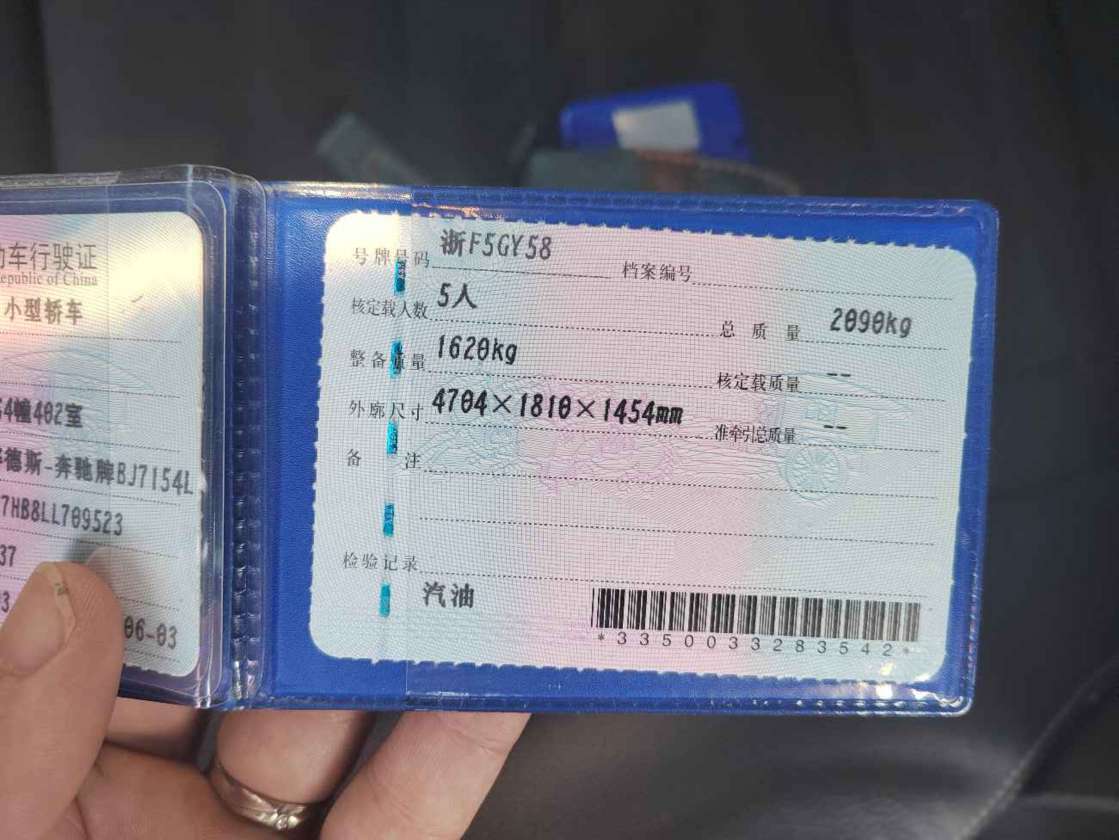 动车行驶证
epublic of China
小型轿车
54幢402室
德斯-奔驰牌BJ7154L
7HB8LL709523
37
06-03
号牌号码 浙F5GY58 档案编号
核定载人数 5人 总质量 2090kg
整备质量 1620kg 核定载质量 --
外廓尺寸 4704×1810×1454mm 准牵引总质量 --
备注
检验记录
汽油
*3350033283542*